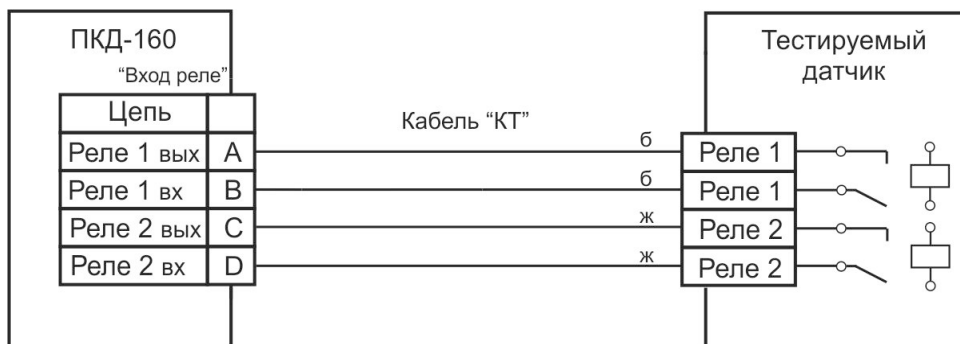 ПКД-160
“Вход реле”
Цепь
Реле 1 вых A
Реле 1 вх B
Реле 2 вых C
Реле 2 вх D
Кабель “КТ”
б
б
ж
ж
Тестируемый
датчик
Реле 1
Реле 1
Реле 2
Реле 2